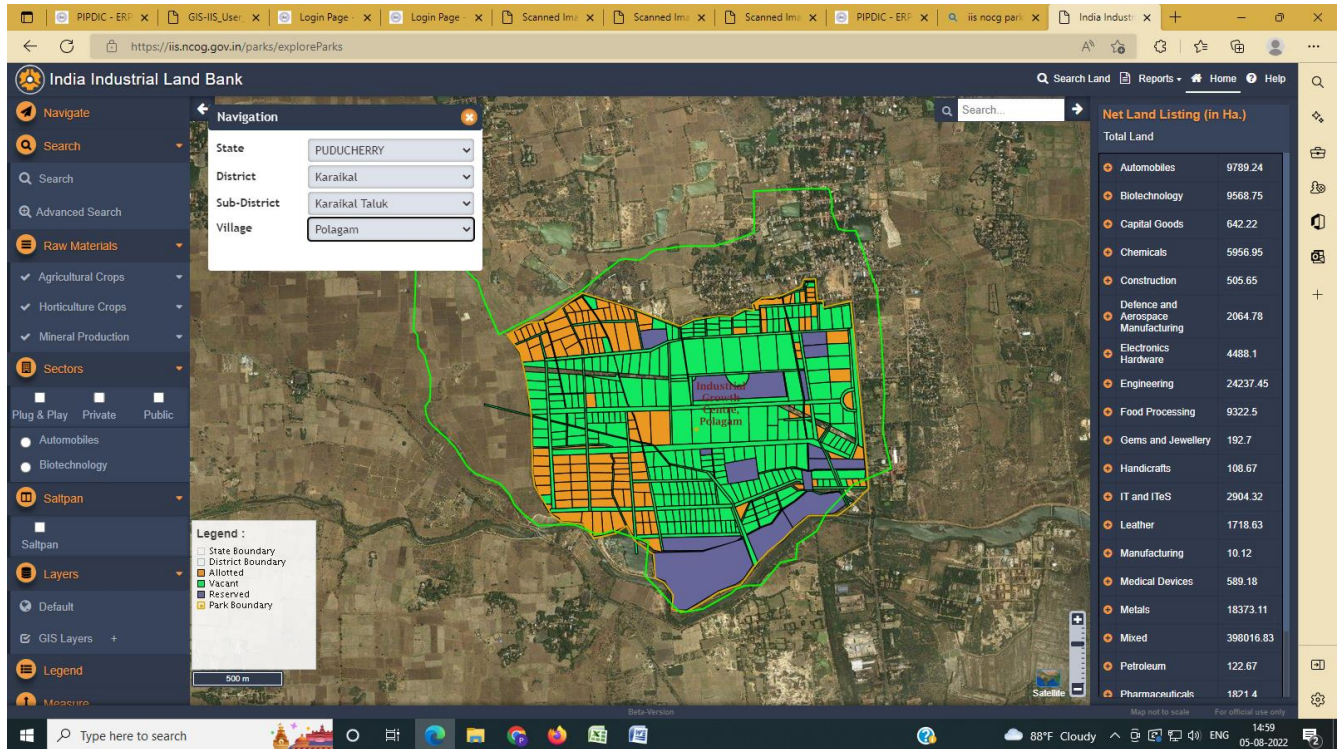 PIPDIC - ERP
GIS-IIS_User
Login Page -
Login Page -
Scanned Ima
Scanned Ima
Scanned Ima
PIPDIC - ERP
iis nocg park
India Industr
https://iis.ncog.gov.in/parks/exploreParks
India Industrial Land Bank
Search Land
Reports
Home
Help
Navigate
Search
Search
Advanced Search
Raw Materials
Agricultural Crops
Horticulture Crops
Mineral Production
Sectors
Plug & Play Private Public
Automobiles
Biotechnology
Saltpan
Saltpan
Layers
Default
GIS Layers +
Legend
Measure
Navigation
State PUDUCHERRY
District Karaikal
Sub-District Karaikal Taluk
Village Polagam
Search...
Industrial
Growth
Centre,
Polagam
Legend :
State Boundary
District Boundary
Allotted
Vacant
Reserved
Park Boundary
500 m
Satellite
Net Land Listing (in Ha.)
Total Land
Automobiles 9789.24
Biotechnology 9568.75
Capital Goods 642.22
Chemicals 5956.95
Construction 505.65
Defence and
Aerospace 2064.78
Manufacturing
Electronics
Hardware 4488.1
Engineering 24237.45
Food Processing 9322.5
Gems and Jewellery 192.7
Handicrafts 108.67
IT and ITeS 2904.32
Leather 1718.63
Manufacturing 10.12
Medical Devices 589.18
Metals 18373.11
Mixed 398016.83
Petroleum 122.67
Pharmaceuticals 1821.4
Beta-Version
Map not to scale
For official use only
Type here to search
88°F Cloudy
ENG
14:59
05-08-2022
2